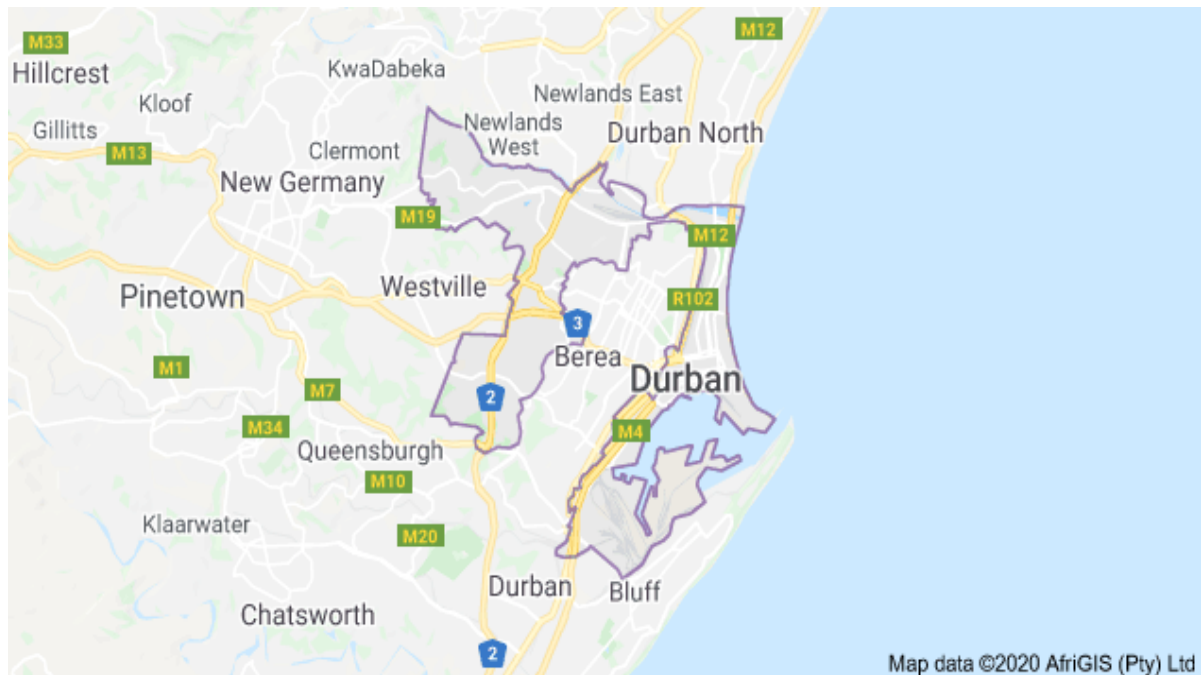 M33
M12
Hillcrest
KwaDabeka
Kloof
Newlands East
Gillitts
Newlands
West
Durban North
M13
Clermont
New Germany
M19
M12
Westville
Pinetown
R102
3
Berea
M1
Durban
M7
2
M34
M4
Queensburgh
M10
Klaarwater
M20
Durban
Bluff
Chatsworth
2
Map data ©2020 AfriGIS (Pty) Ltd